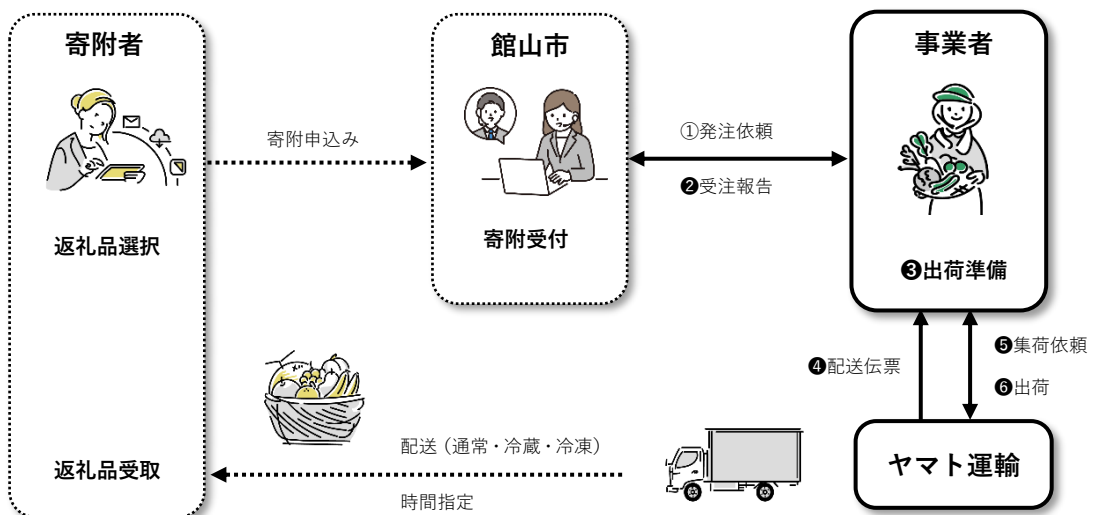 寄附者
館山市
事業者
寄附申込み
①発注依頼
❷受注報告
返礼品選択
寄附受付
❸出荷準備
❹配送伝票
❺集荷依頼
❻出荷
配送（通常・冷蔵・冷凍）
返礼品受取
時間指定
ヤマト運輸